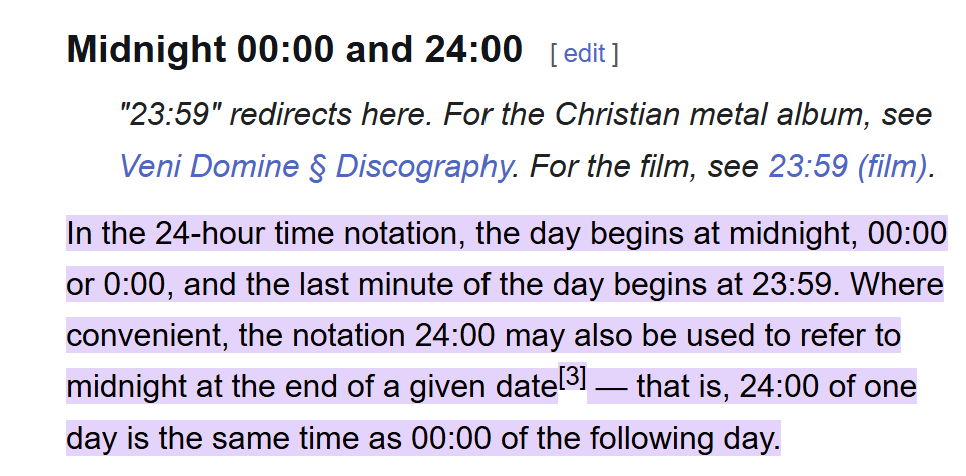 Midnight 00:00 and 24:00 [ edit ]
"23:59" redirects here. For the Christian metal album, see
Veni Domine § Discography. For the film, see 23:59 (film).
In the 24-hour time notation, the day begins at midnight, 00:00
or 0:00, and the last minute of the day begins at 23:59. Where
convenient, the notation 24:00 may also be used to refer to
midnight at the end of a given date[3] — that is, 24:00 of one
day is the same time as 00:00 of the following day.